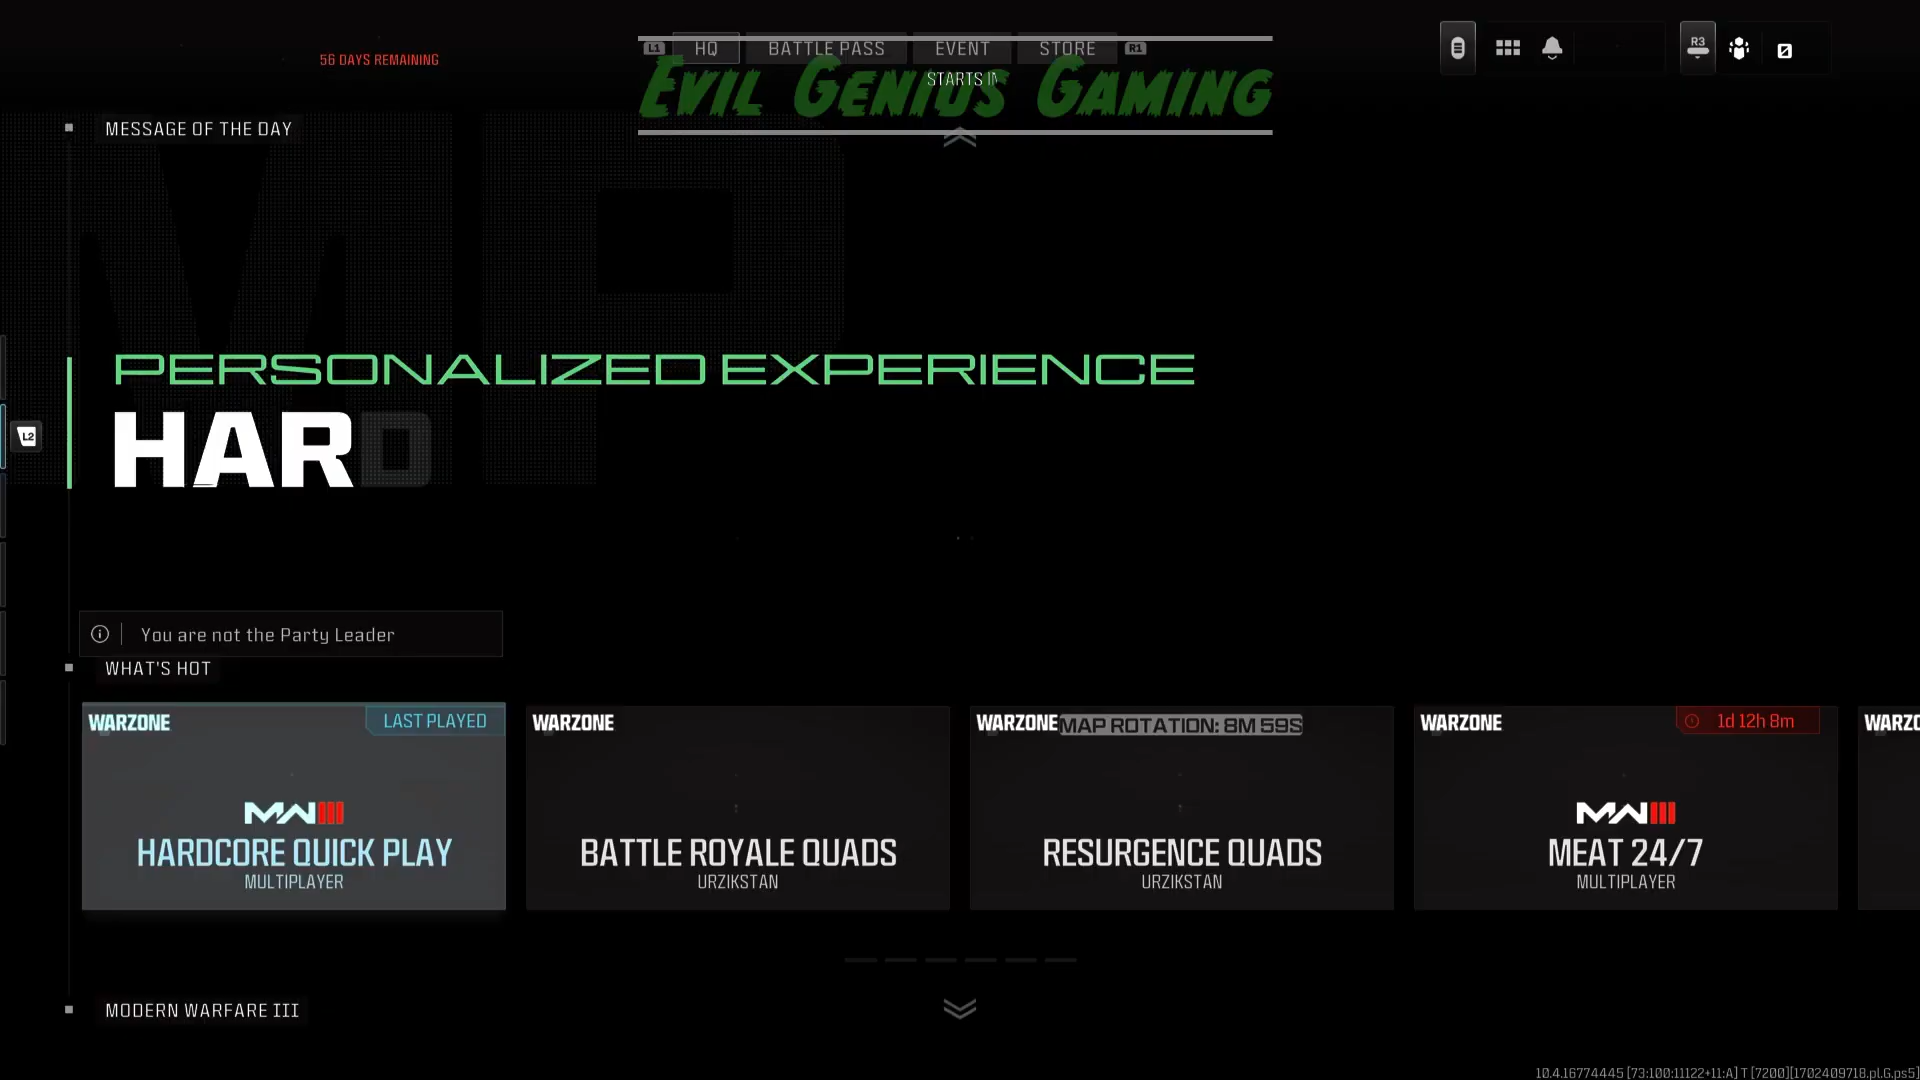 56 DAYS REMAINING
L1 HQ BATTLE PASS EVENT STORE R1
R3
STARTS IN
EVIL GENIUS GAMING
MESSAGE OF THE DAY
PERSONALIZED EXPERIENCE
HARD
L2
You are not the Party Leader
WHAT'S HOT
WARZONE LAST PLAYED
MWIII
HARDCORE QUICK PLAY
MULTIPLAYER
WARZONE
BATTLE ROYALE QUADS
URZIKSTAN
WARZONE MAP ROTATION: 8M 59S
RESURGENCE QUADS
URZIKSTAN
WARZONE 1d 12h 8m
MWIII
MEAT 24/7
MULTIPLAYER
WARZO
MODERN WARFARE III
10.4.16774445 [73:100:11122+11:A] T [7200][1702409718.pl.G.ps5]